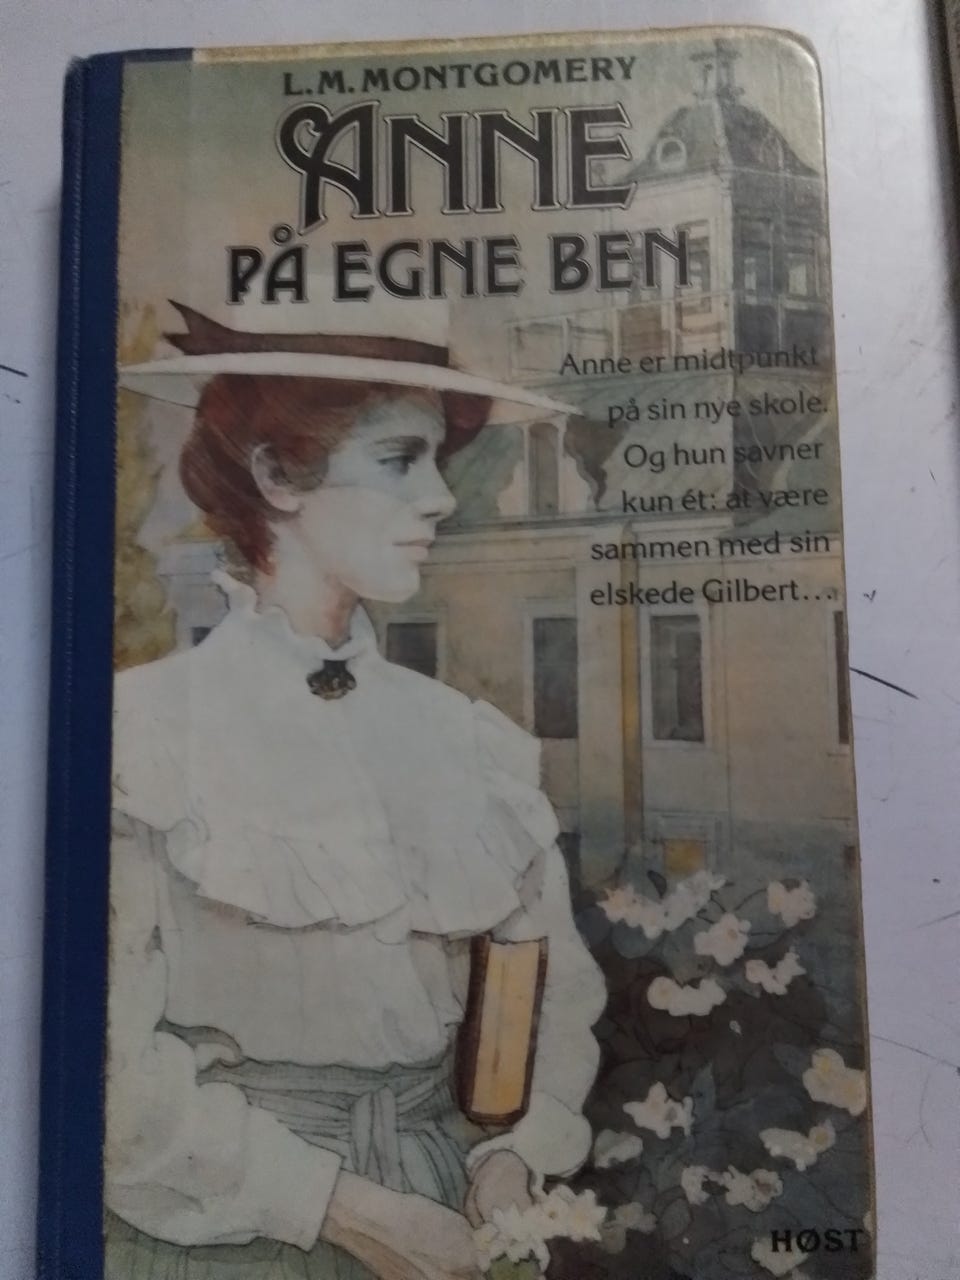 L.M. MONTGOMERY
ANNE
PÅ EGNE BEN
Anne er midtpunkt
på sin nye skole.
Og hun savner
kun ét: at være
sammen med sin
elskede Gilbert...
HØST